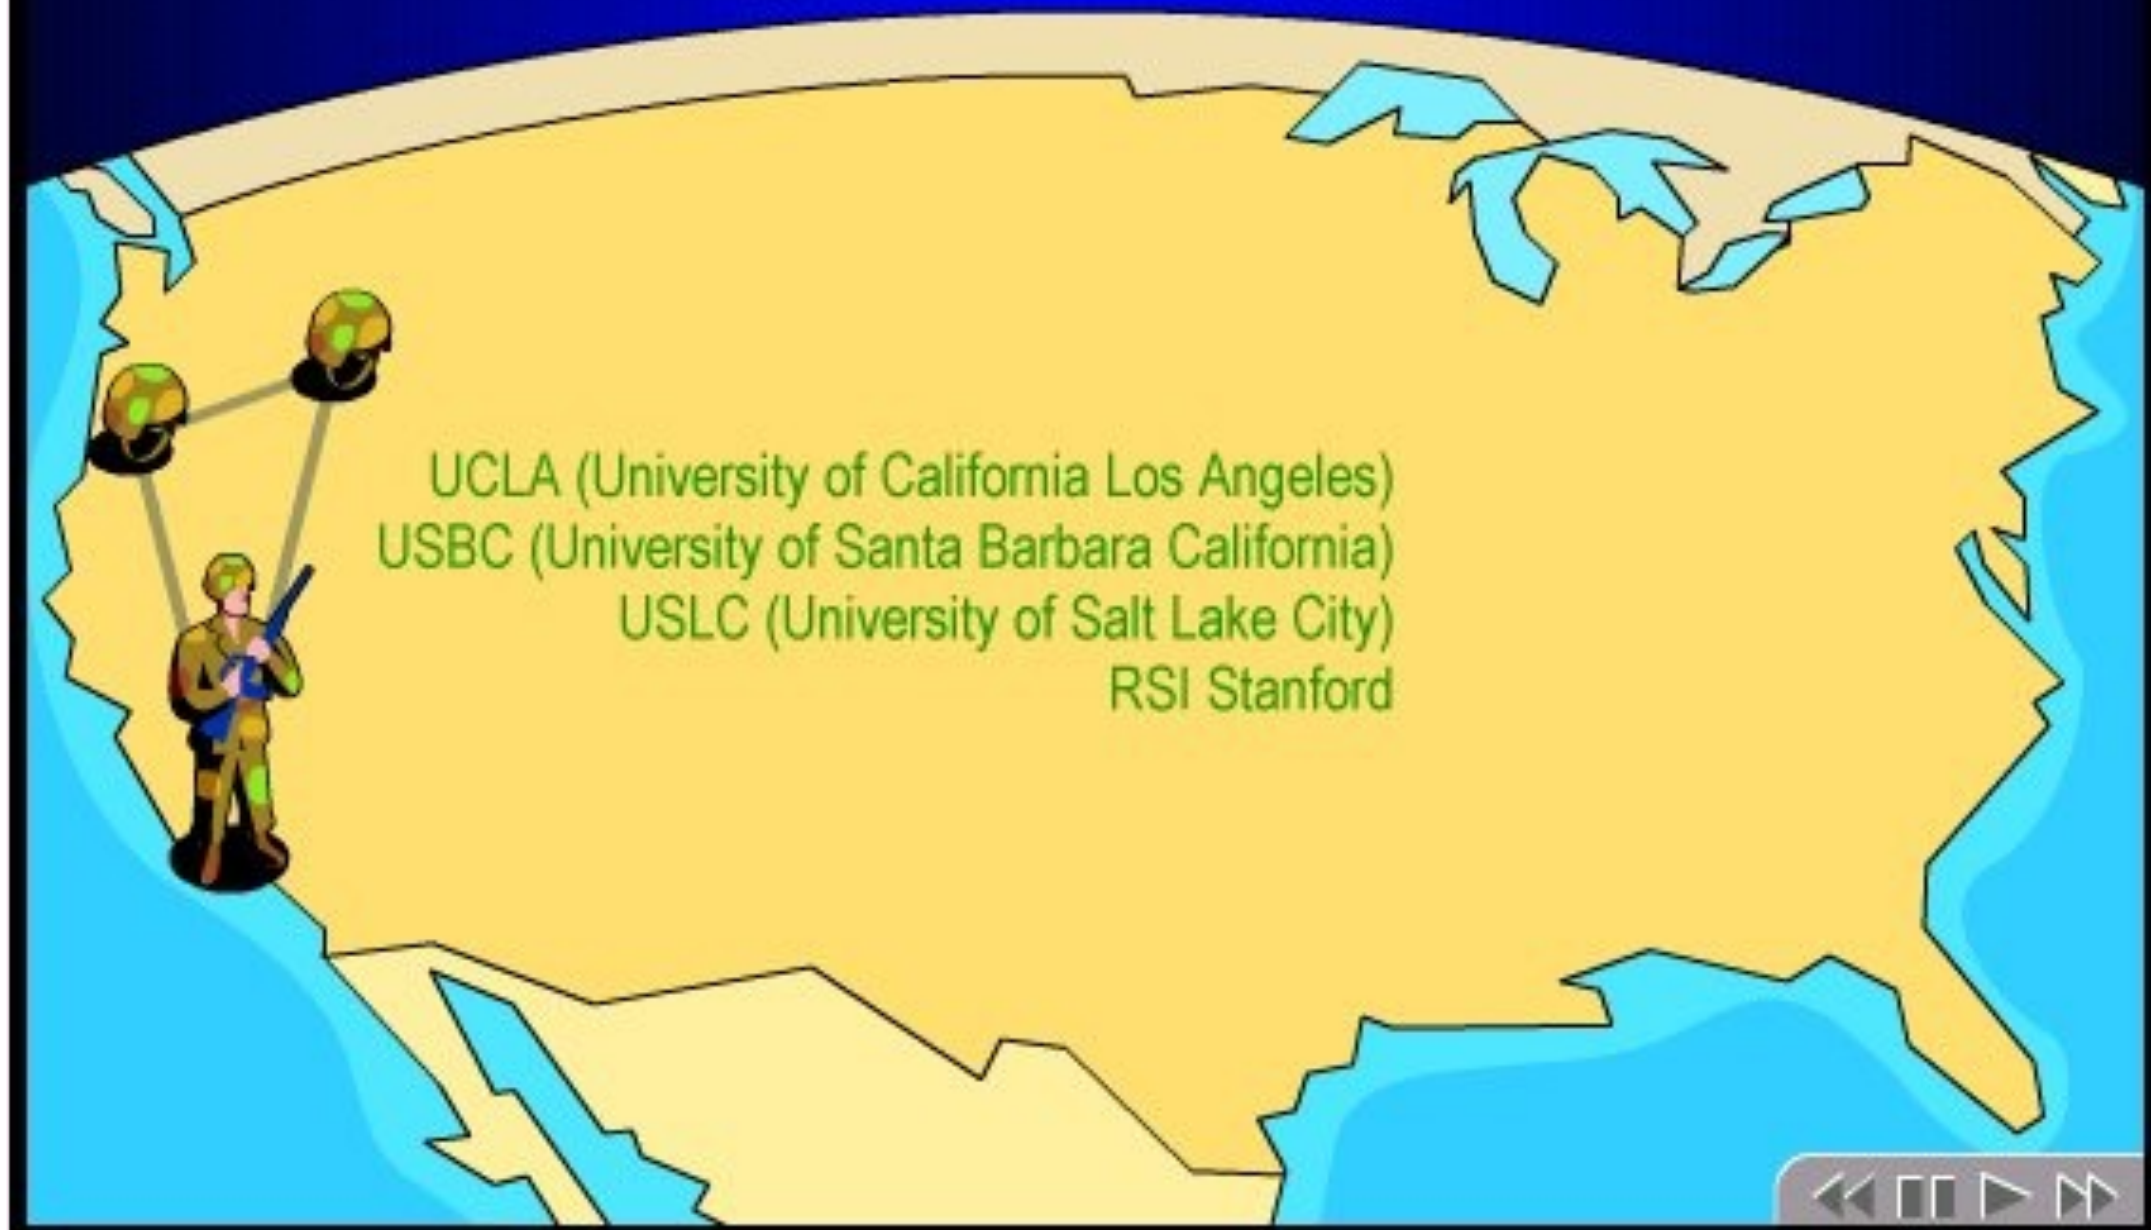 UCLA (University of California Los Angeles)
USBC (University of Santa Barbara California)
USLC (University of Salt Lake City)
RSI Stanford